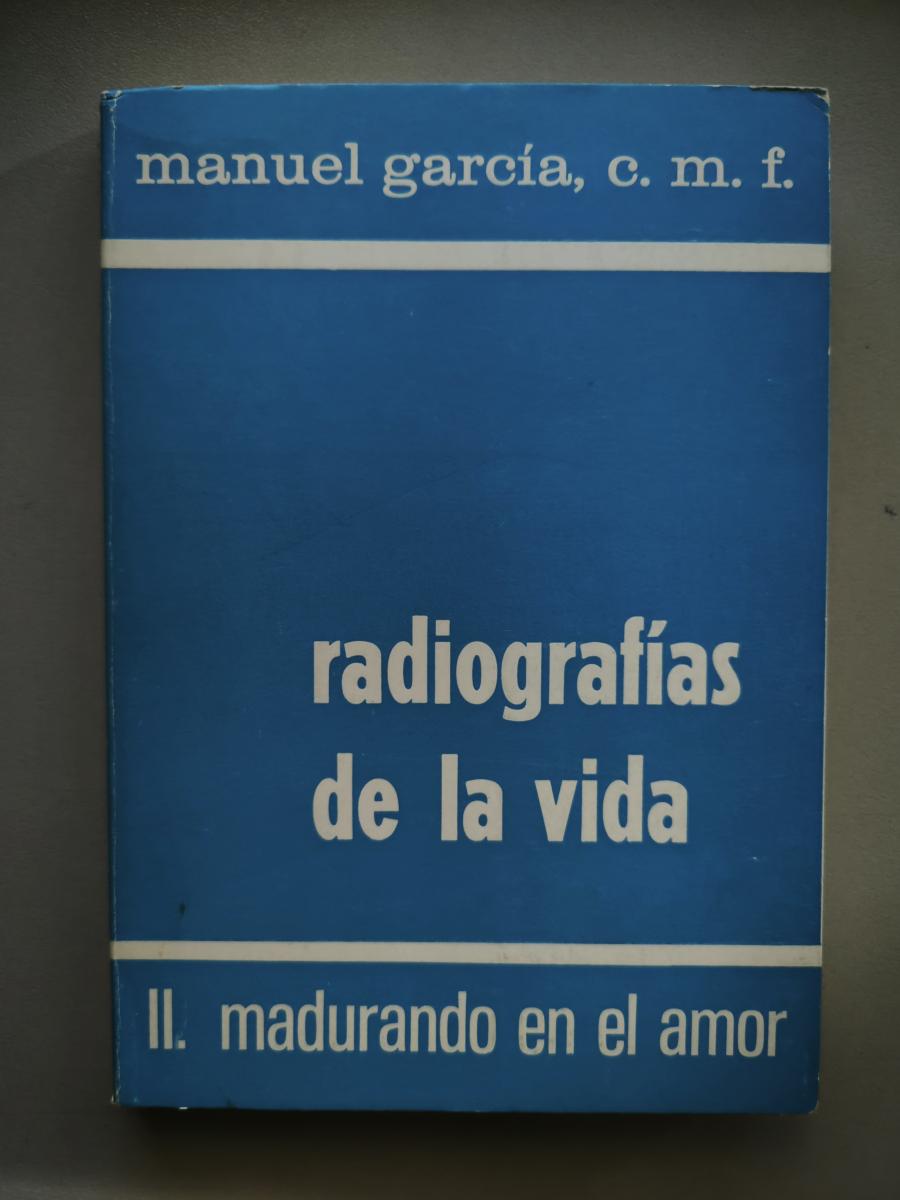 manuel garcía, c. m. f.
radiografías
de la vida
II. madurando en el amor